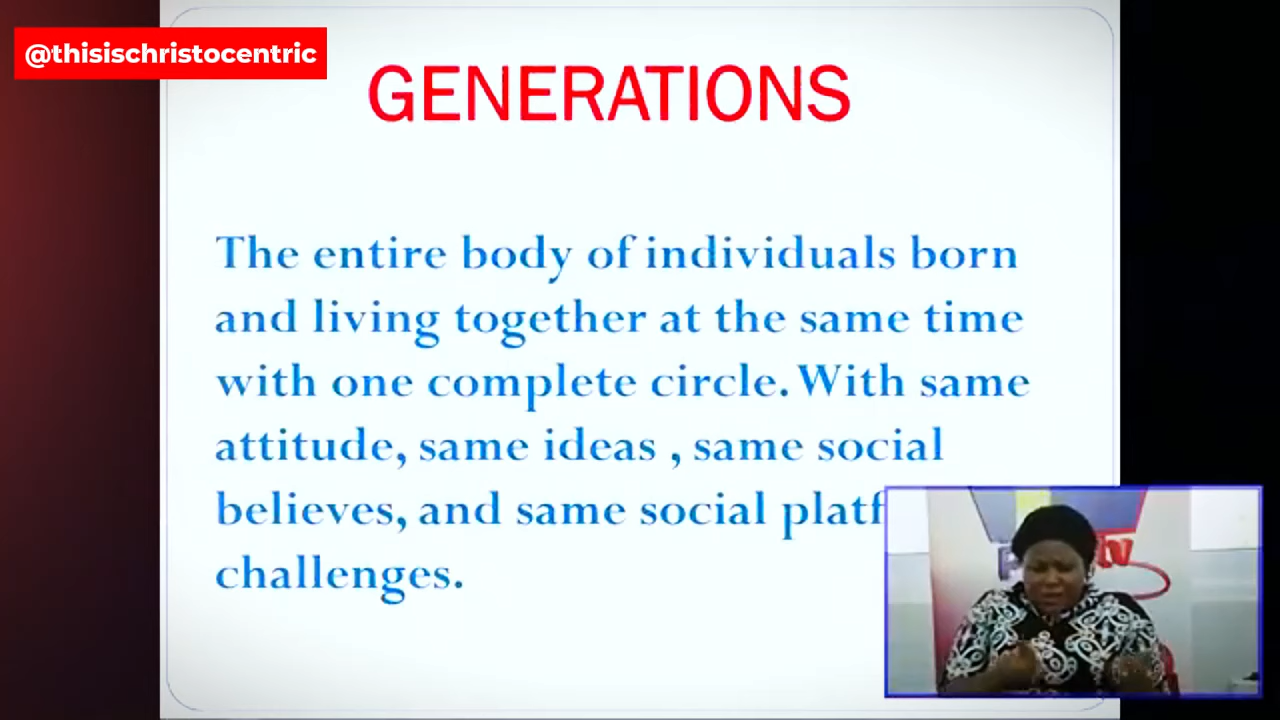 @thisischristocentric
GENERATIONS
The entire body of individuals born
and living together at the same time
with one complete circle. With same
attitude, same ideas , same social
believes, and same social
challenges.